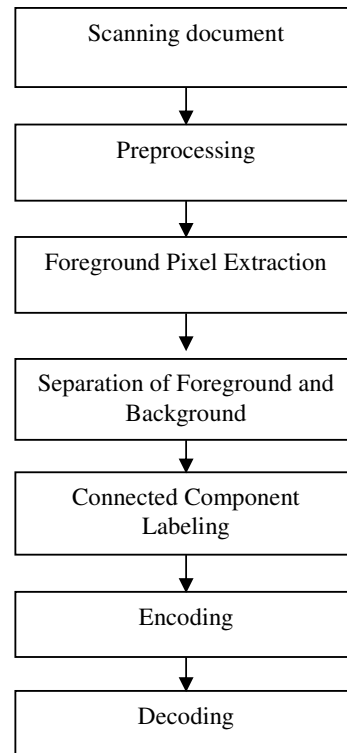 Scanning document
Preprocessing
Foreground Pixel Extraction
Separation of Foreground and
Background
Connected Component
Labeling
Encoding
Decoding